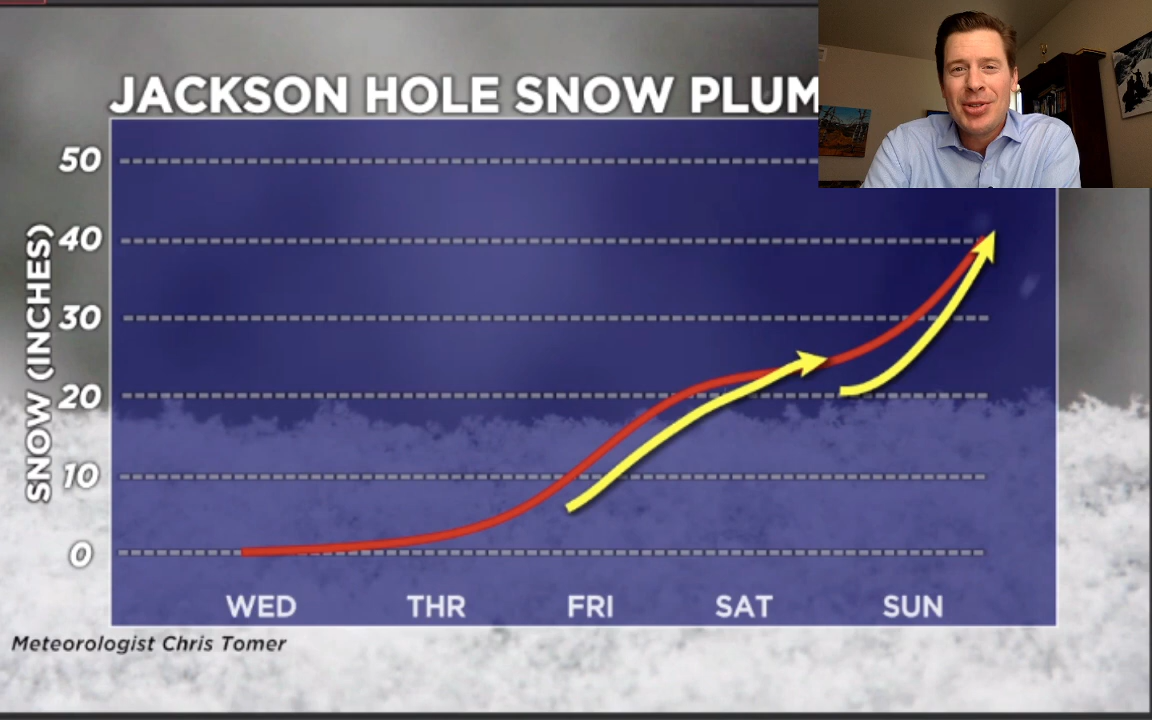 JACKSON HOLE SNOW PLUM
50
40
30
20
10
0
SNOW (INCHES)
WED THR FRI SAT SUN
Meteorologist Chris Tomer